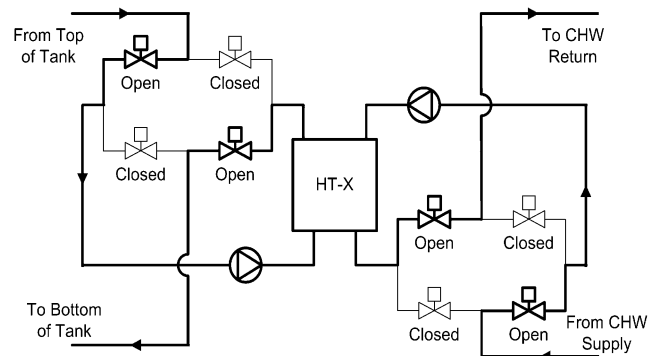 From Top
of Tank
Open
Closed
To CHW
Return
Closed
Open
HT-X
Open
Closed
To Bottom
of Tank
Closed
Open
From CHW
Supply